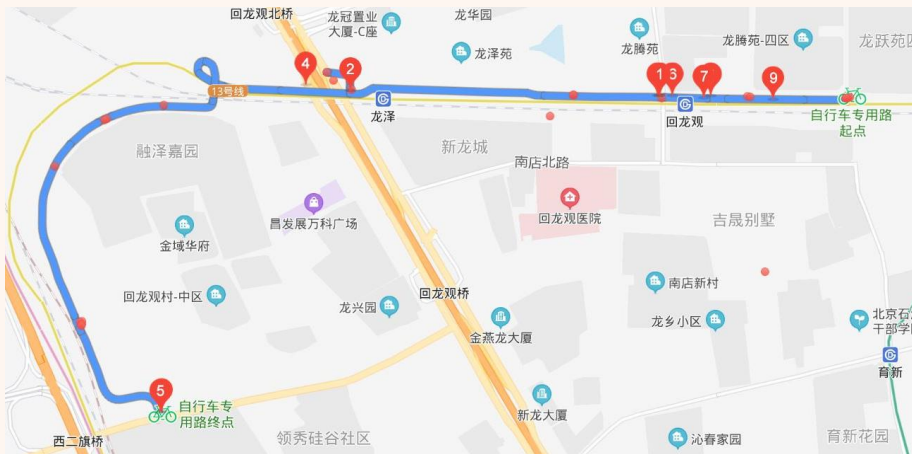 回龙观北桥
龙冠置业
大厦-C座
龙华园
龙泽苑
龙腾苑
龙腾苑-四区
龙跃苑四
4
2
1
3
7
9
13号线
龙泽
回龙观
自行车专用路
起点
融泽嘉园
新龙城
南店北路
回龙观医院
昌发展万科广场
吉晟别墅
金域华府
回龙观村-中区
龙兴园
回龙观桥
金燕龙大厦
南店新村
龙乡小区
北京石
干部学
育新
5
自行车专
用路终点
新龙大厦
西二旗桥
领秀硅谷社区
沁春家园
育新花园